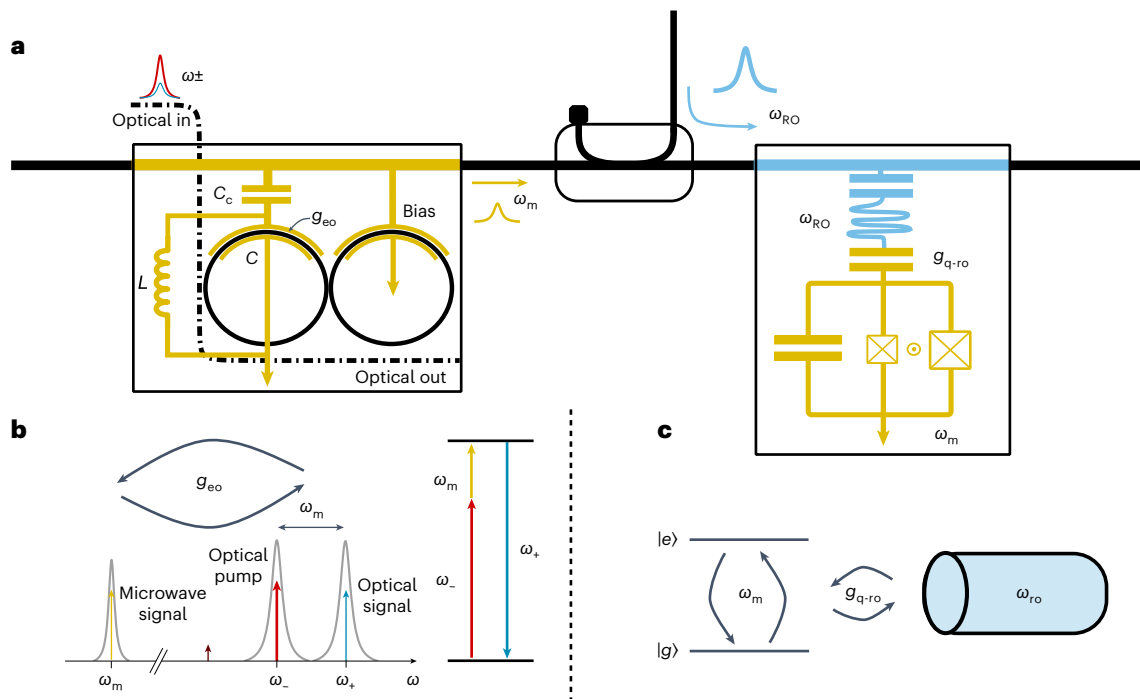 a
ω±
Optical in
C_c
g_eo
Bias
L
C
Optical out
ω_m
ω_RO
ω_RO
g_q-ro
ω_m
b
g_eo
ω_m
Optical
pump
Microwave
signal
Optical
signal
ω_m
ω_−
ω_+
ω
ω_m
ω_−
ω_+
c
|e⟩
|g⟩
ω_m
g_q-ro
ω_ro